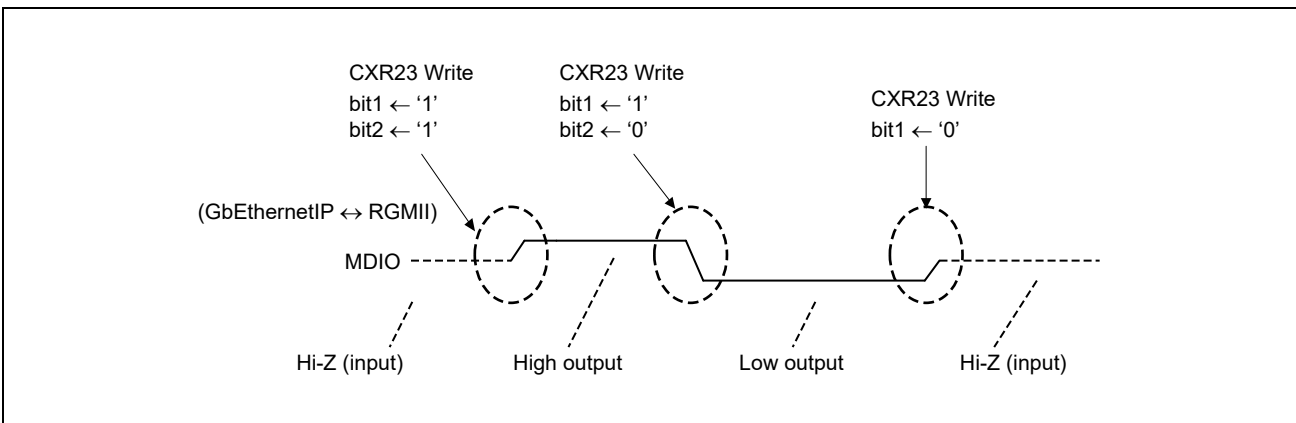 CXR23 Write
bit1 ← ‘1’
bit2 ← ‘1’
CXR23 Write
bit1 ← ‘1’
bit2 ← ‘0’
CXR23 Write
bit1 ← ‘0’
(GbEthernetIP ↔ RGMII)
MDIO
Hi-Z (input)
High output
Low output
Hi-Z (input)